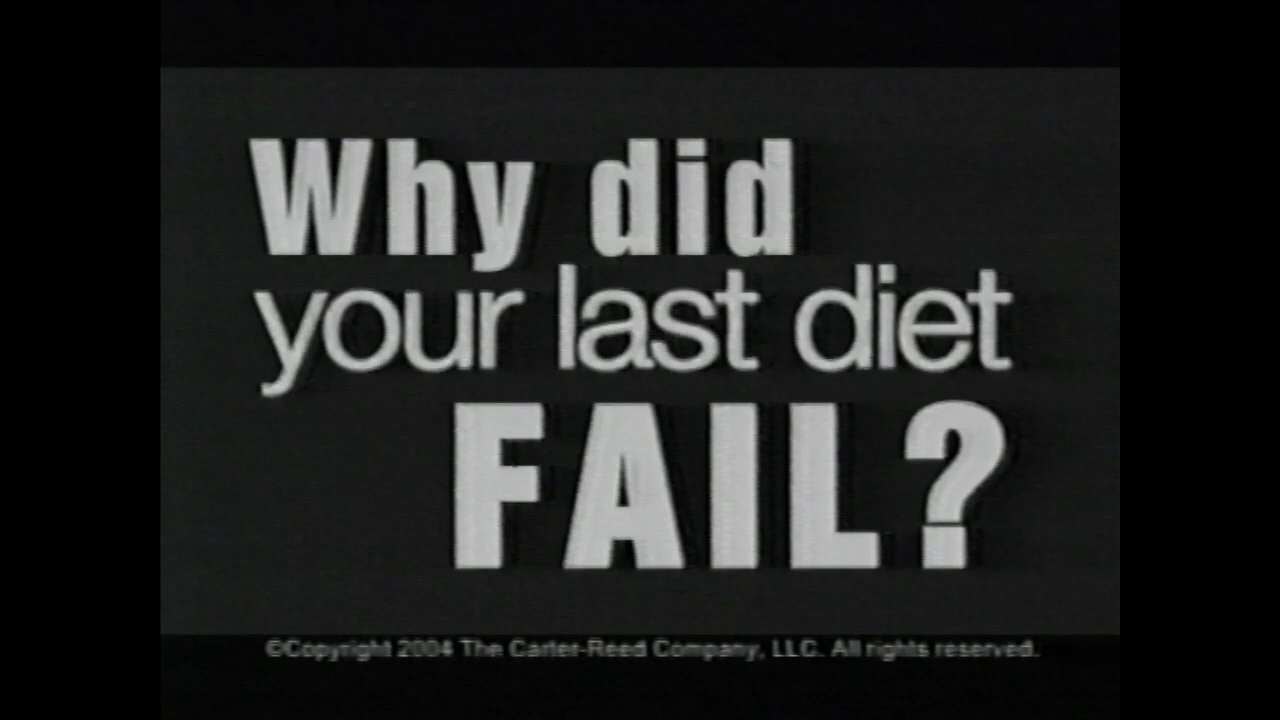 Why did
your last diet
FAIL?
©Copyright 2004 The Carter-Reed Company, LLC. All rights reserved.